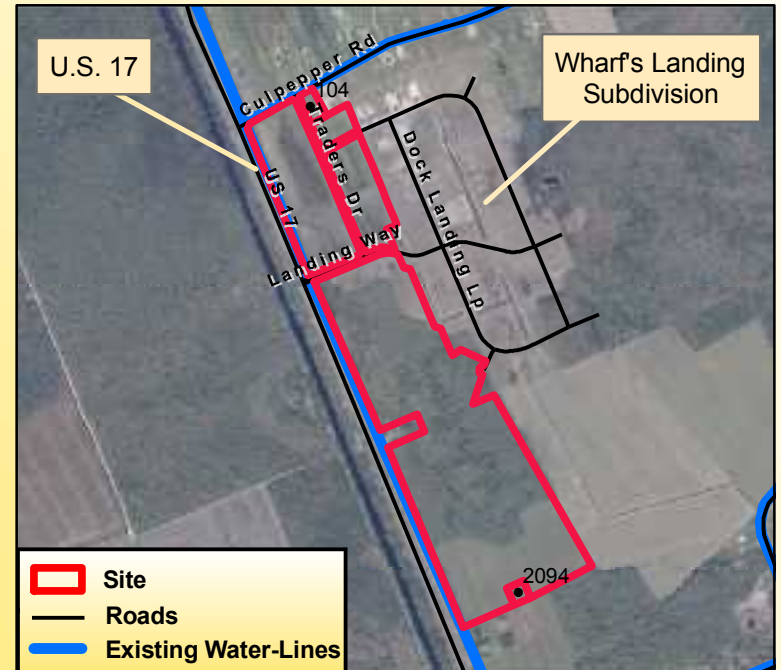 U.S. 17
Wharf's Landing
Subdivision
Culpepper Rd
104
Traders Dr
Dock Landing Lp
US 17
Landing Way
2094
Site
Roads
Existing Water-Lines